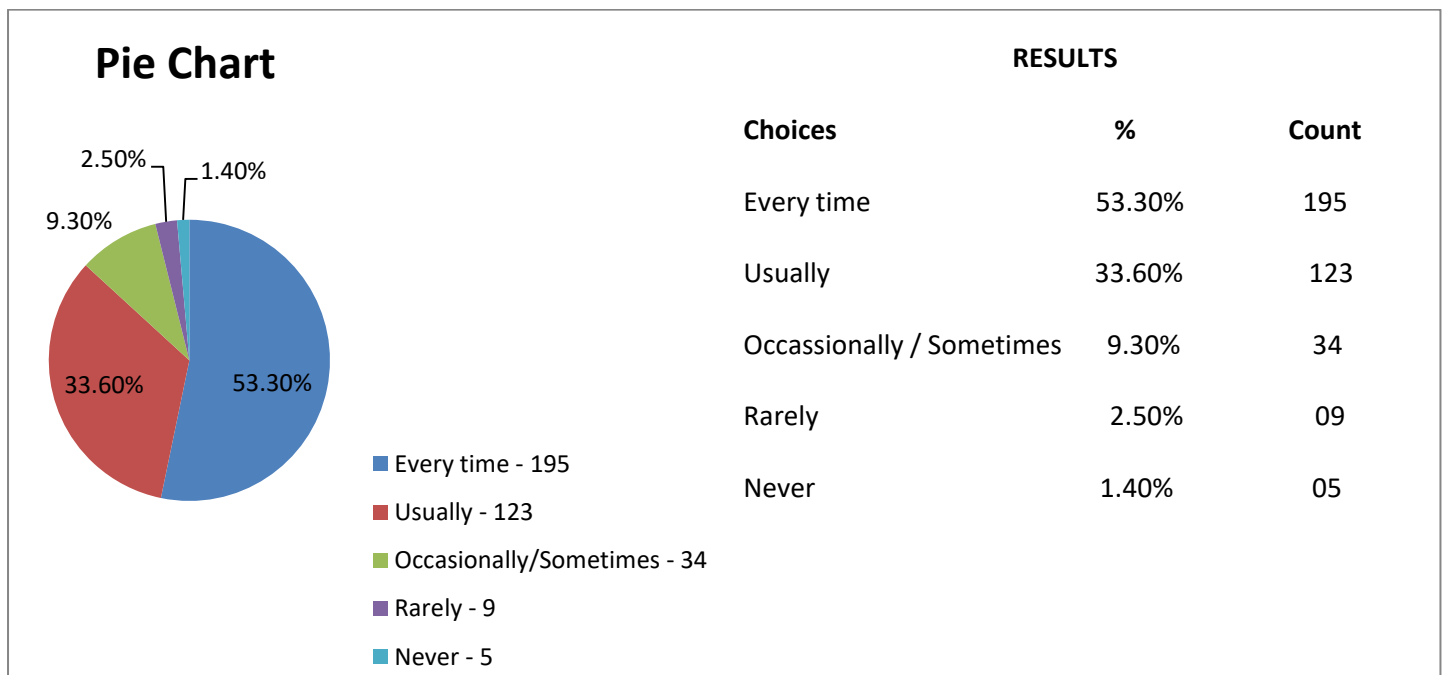 Pie Chart
2.50%
1.40%
9.30%
33.60%
53.30%
Every time - 195
Usually - 123
Occasionally/Sometimes - 34
Rarely - 9
Never - 5
RESULTS
Choices % Count
Every time 53.30% 195
Usually 33.60% 123
Occassionally / Sometimes 9.30% 34
Rarely 2.50% 09
Never 1.40% 05